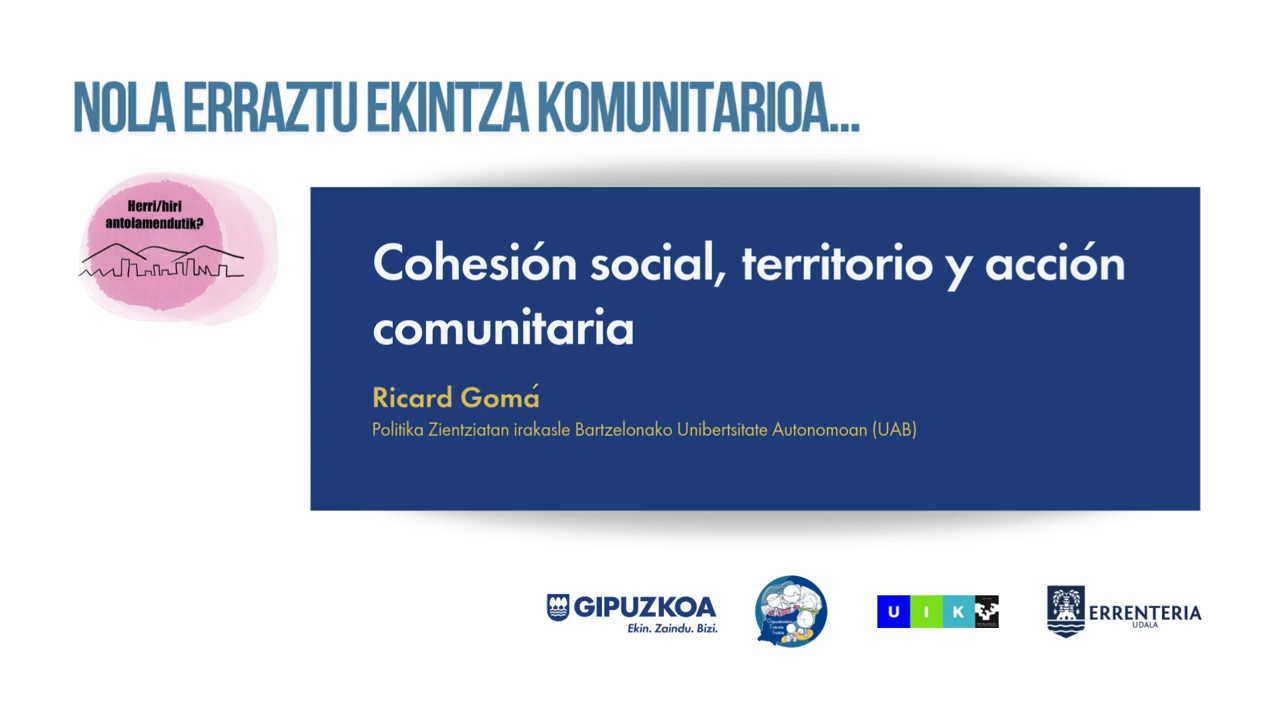 NOLA ERRAZTU EKINTZA KOMUNITARIOA...
Herri/hiri
antolamendutik?
Cohesión social, territorio y acción
comunitaria
Ricard Gomá
Politika Zientziatan irakasle Bartzelonako Unibertsitate Autonomoan (UAB)
GIPUZKOA
Ekin. Zaindu. Bizi.
U I K
ERRENTERIA
UDALA